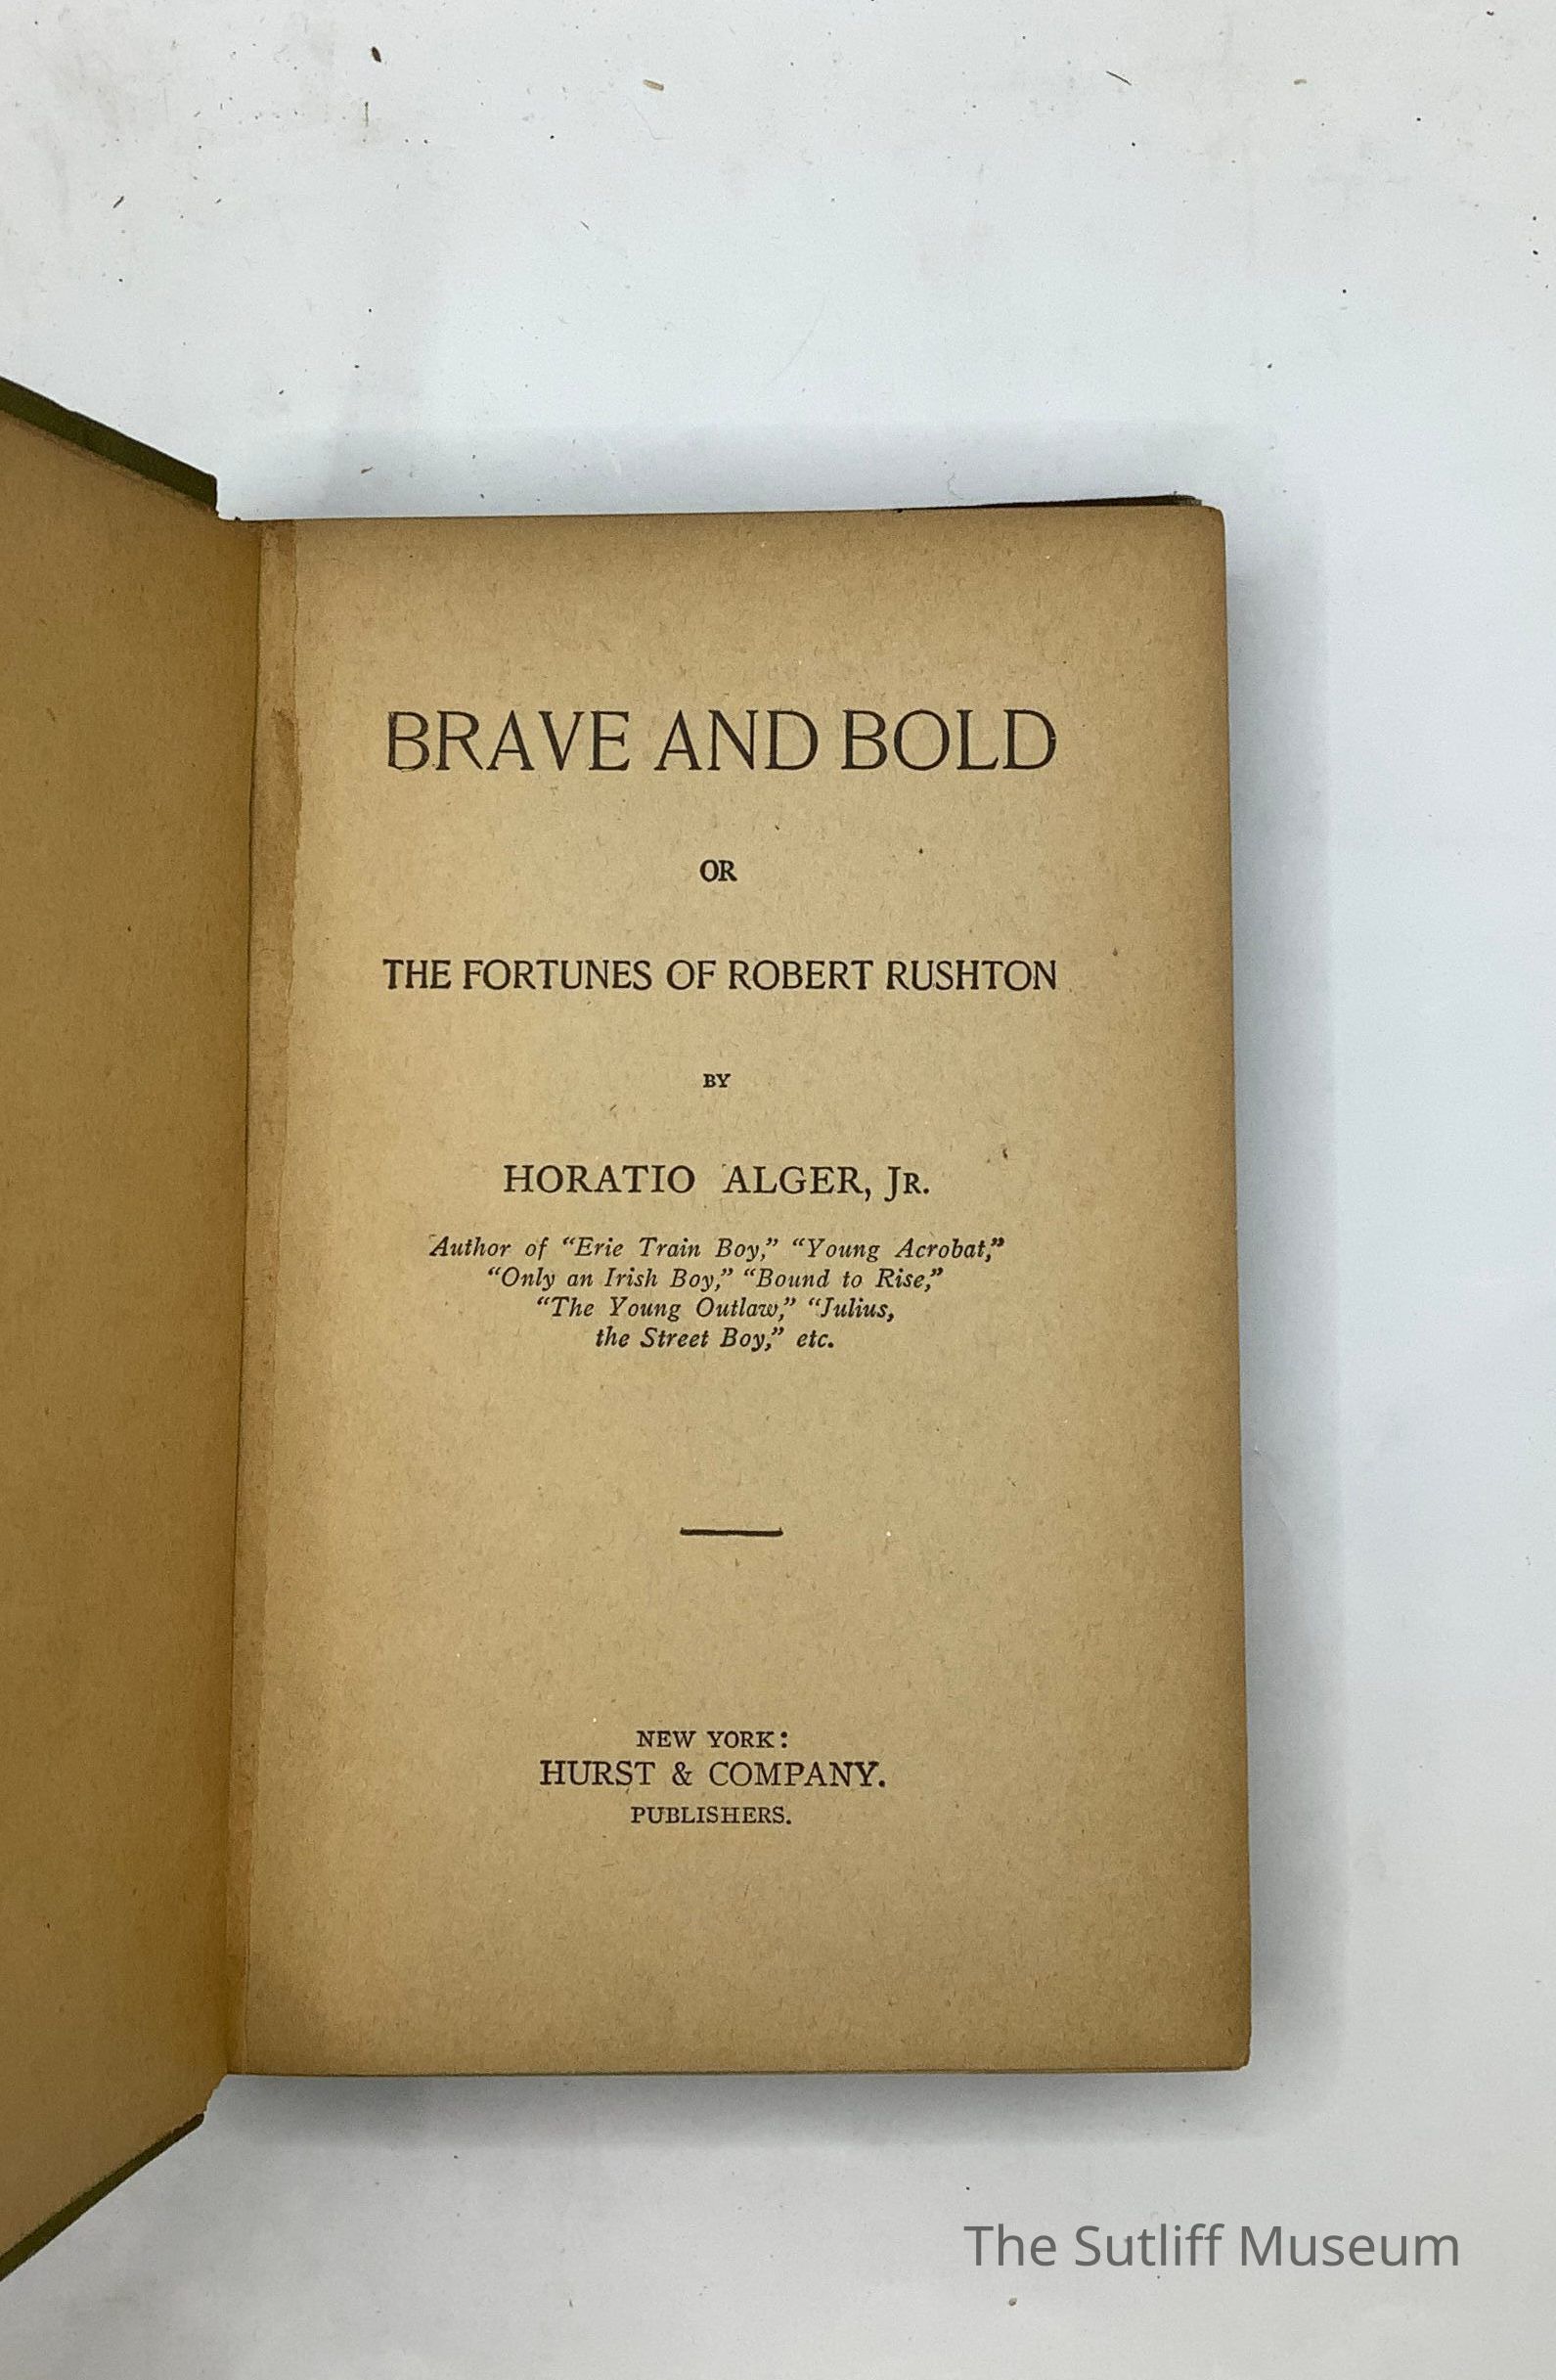 BRAVE AND BOLD
OR
THE FORTUNES OF ROBERT RUSHTON
BY
HORATIO ALGER, JR.
Author of “Erie Train Boy,” “Young Acrobat,”
“Only an Irish Boy,” “Bound to Rise,”
“The Young Outlaw,” “Julius,
the Street Boy,” etc.
NEW YORK:
HURST & COMPANY.
PUBLISHERS.
The Sutliff Museum